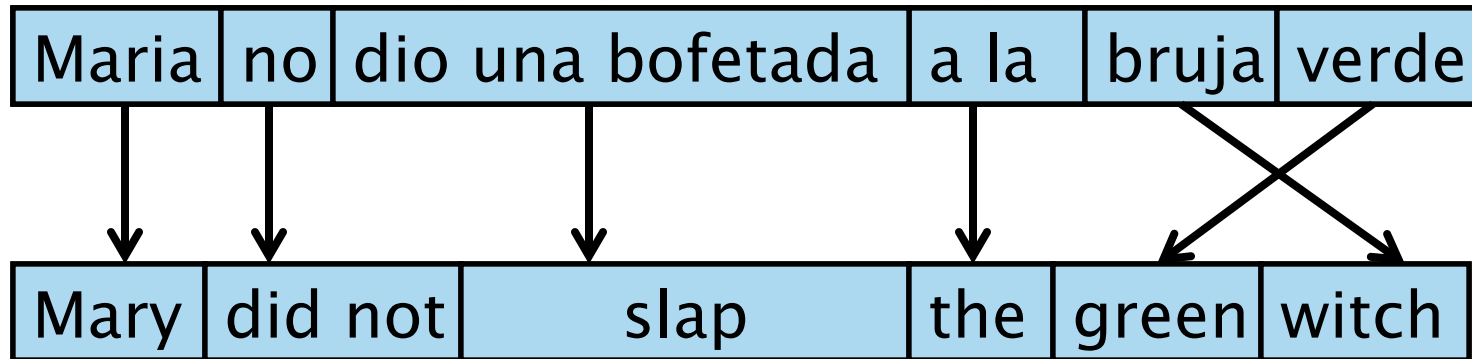 Maria no dio una bofetada a la bruja verde
Mary did not slap the green witch